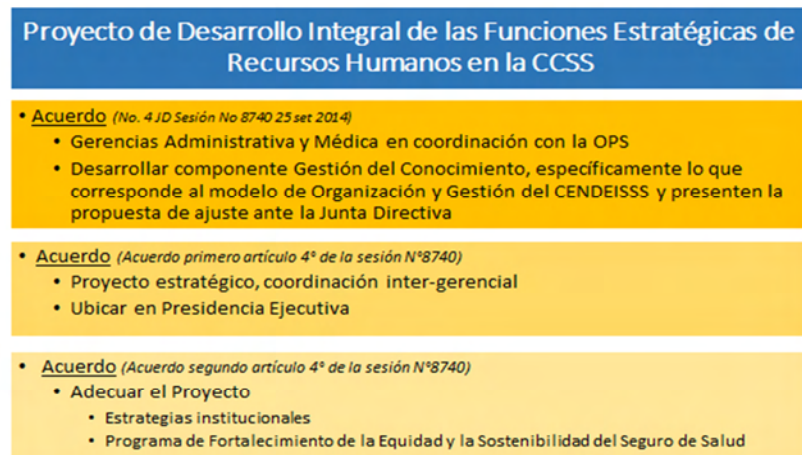 Proyecto de Desarrollo Integral de las Funciones Estratégicas de
Recursos Humanos en la CCSS
• Acuerdo (No. 4 JD Sesión No 8740 25 set 2014)
• Gerencias Administrativa y Médica en coordinación con la OPS
• Desarrollar componente Gestión del Conocimiento, específicamente lo que
corresponde al modelo de Organización y Gestión del CENDEISSS y presenten la
propuesta de ajuste ante la Junta Directiva
• Acuerdo (Acuerdo primero artículo 4º de la sesión N°8740)
• Proyecto estratégico, coordinación inter-gerencial
• Ubicar en Presidencia Ejecutiva
• Acuerdo (Acuerdo segundo artículo 4º de la sesión N°8740)
• Adecuar el Proyecto
• Estrategias institucionales
• Programa de Fortalecimiento de la Equidad y la Sostenibilidad del Seguro de Salud